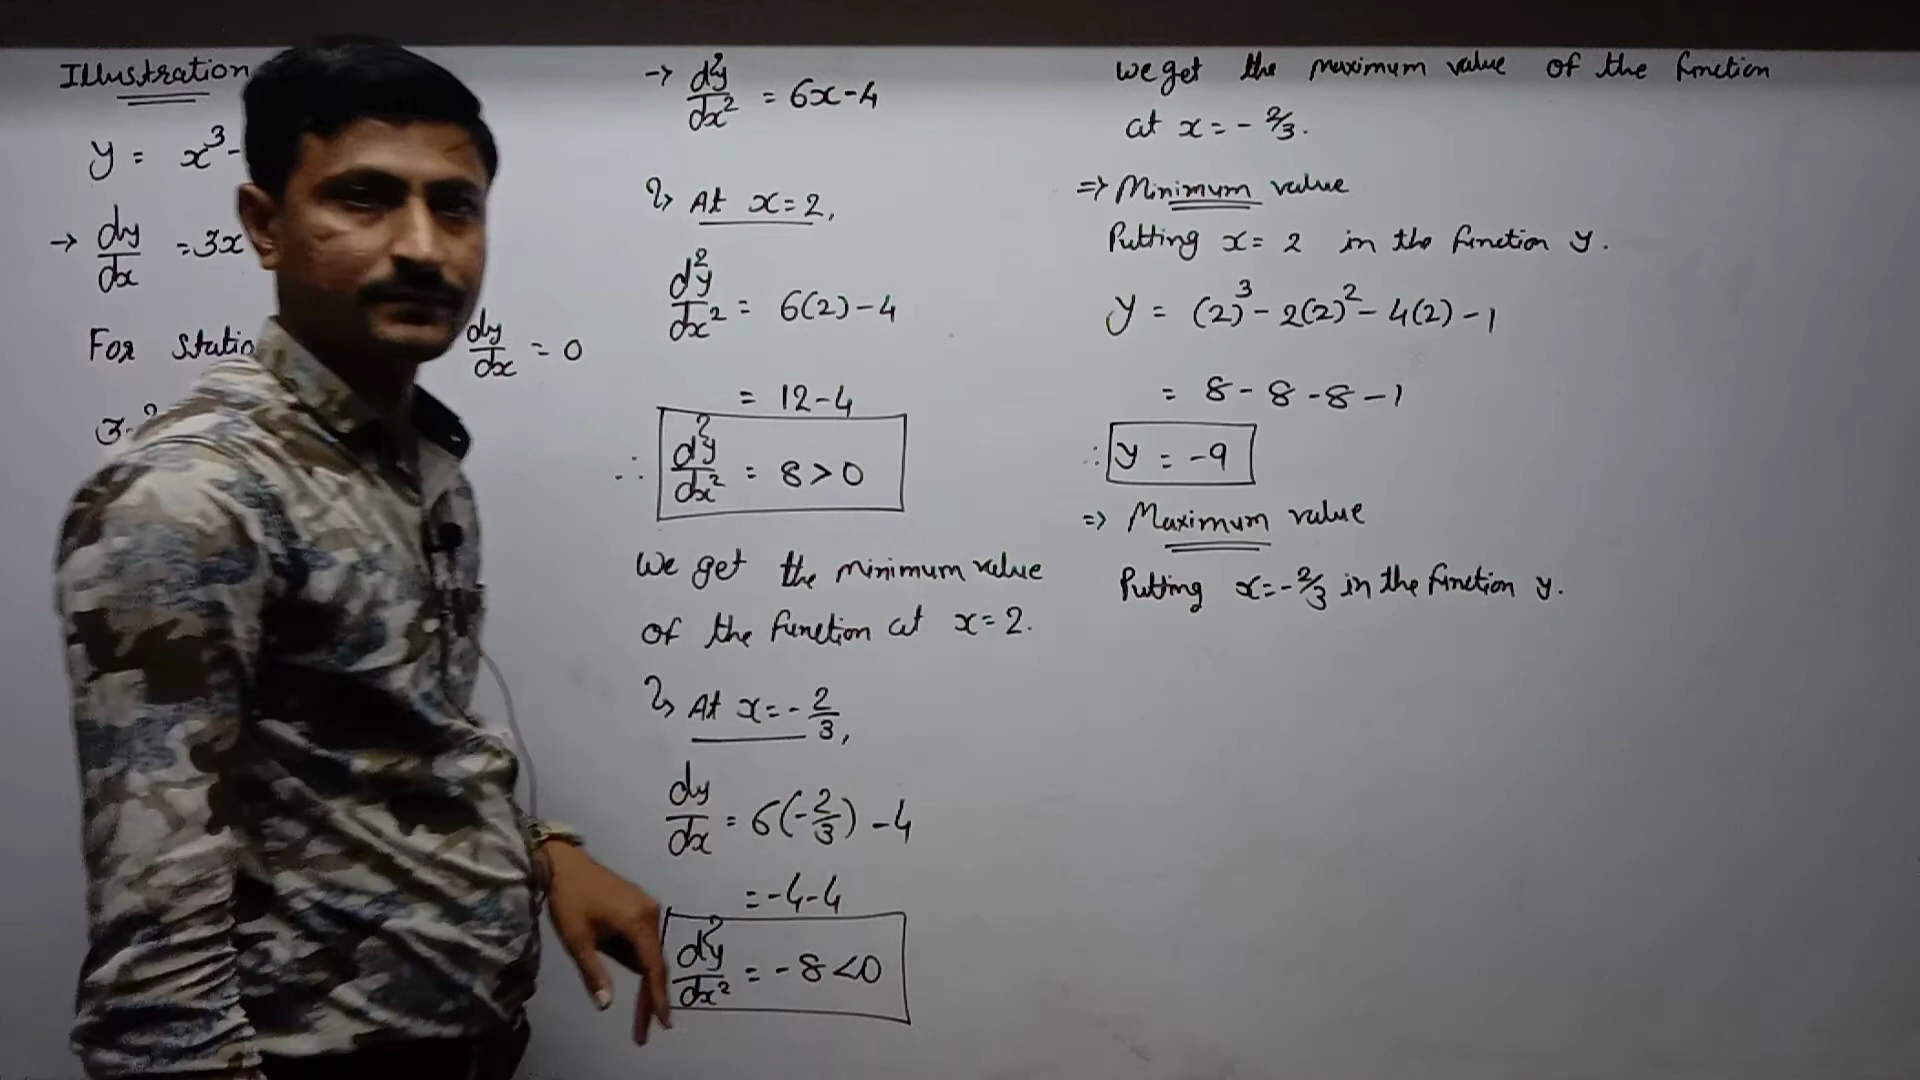 Illustration
y = x³-
→ dy/dx = 3x
For statio dy/dx = 0
→ d²y/dx² = 6x-4
At x=2,
d²y/dx² = 6(2)-4
= 12-4
∴ d²y/dx² = 8>0
We get the minimum value
of the function at x=2.
At x=-2/3,
dy/dx = 6(-2/3)-4
=-4-4
d²y/dx² = -8<0
we get the maximum value of the function
at x=-2/3.
⇒ Minimum value
Putting x=2 in the function y.
y = (2)³-2(2)²-4(2)-1
= 8-8-8-1
∴ y = -9
⇒ Maximum value
Putting x=-2/3 in the function y.